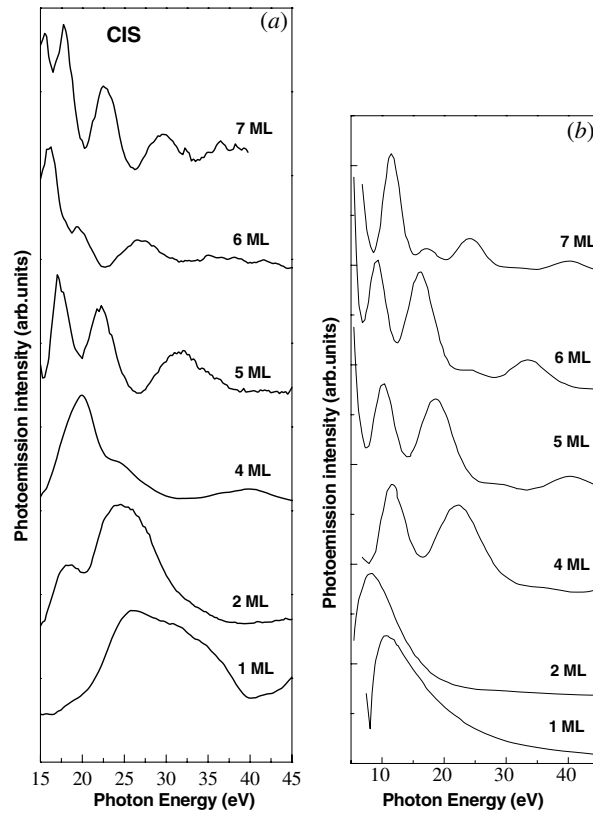 (a)
CIS
7 ML
6 ML
5 ML
4 ML
2 ML
1 ML
Photoemission intensity (arb.units)
15 20 25 30 35 40 45
Photon Energy (eV)
(b)
7 ML
6 ML
5 ML
4 ML
2 ML
1 ML
Photoemission intensity (arb.units)
10 20 30 40
Photon Energy (eV)